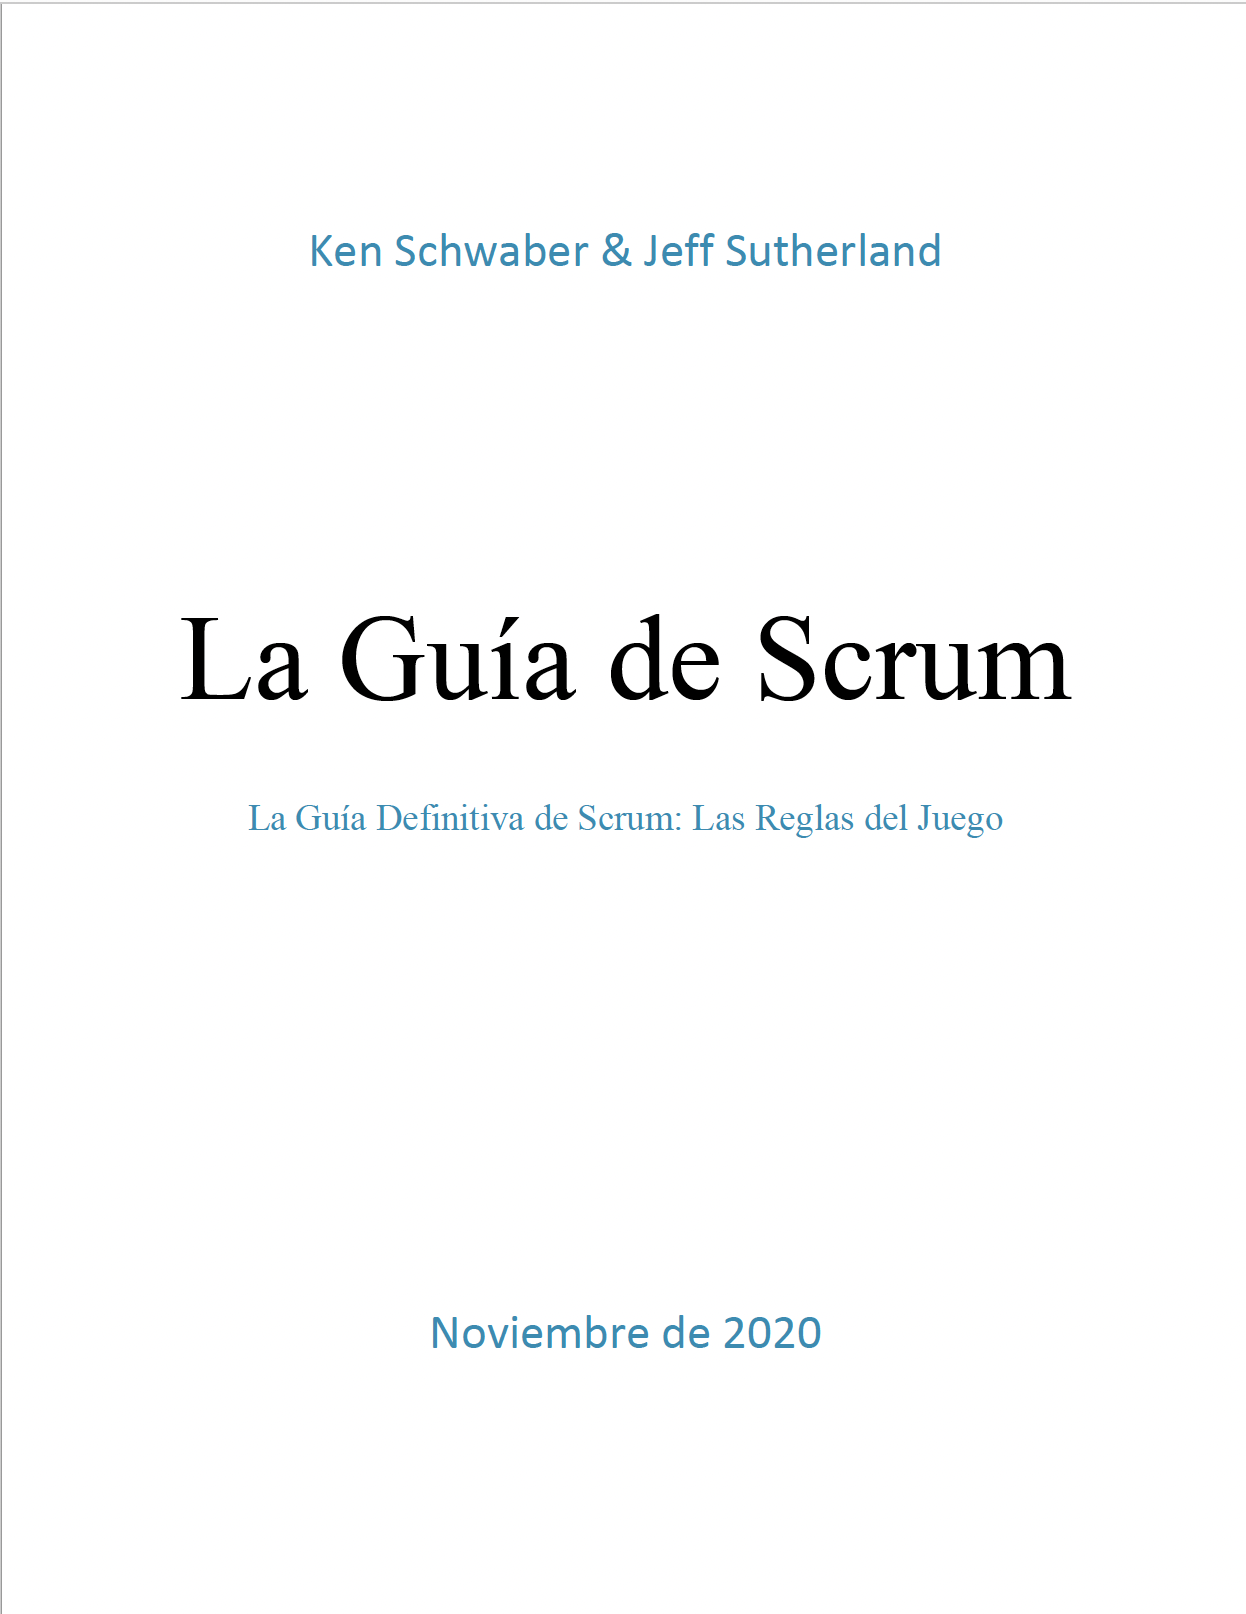 Ken Schwaber & Jeff Sutherland
La Guía de Scrum
La Guía Definitiva de Scrum: Las Reglas del Juego
Noviembre de 2020